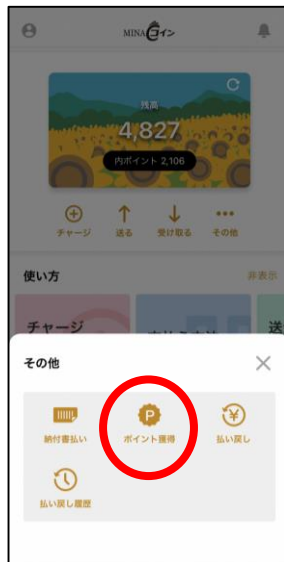 MINAコイン
残高
4,827
内ポイント 2,106
チャージ 送る 受け取る その他
使い方 非表示
チャージ 送
その他
納付書払い ポイント獲得 払い戻し
払い戻し履歴